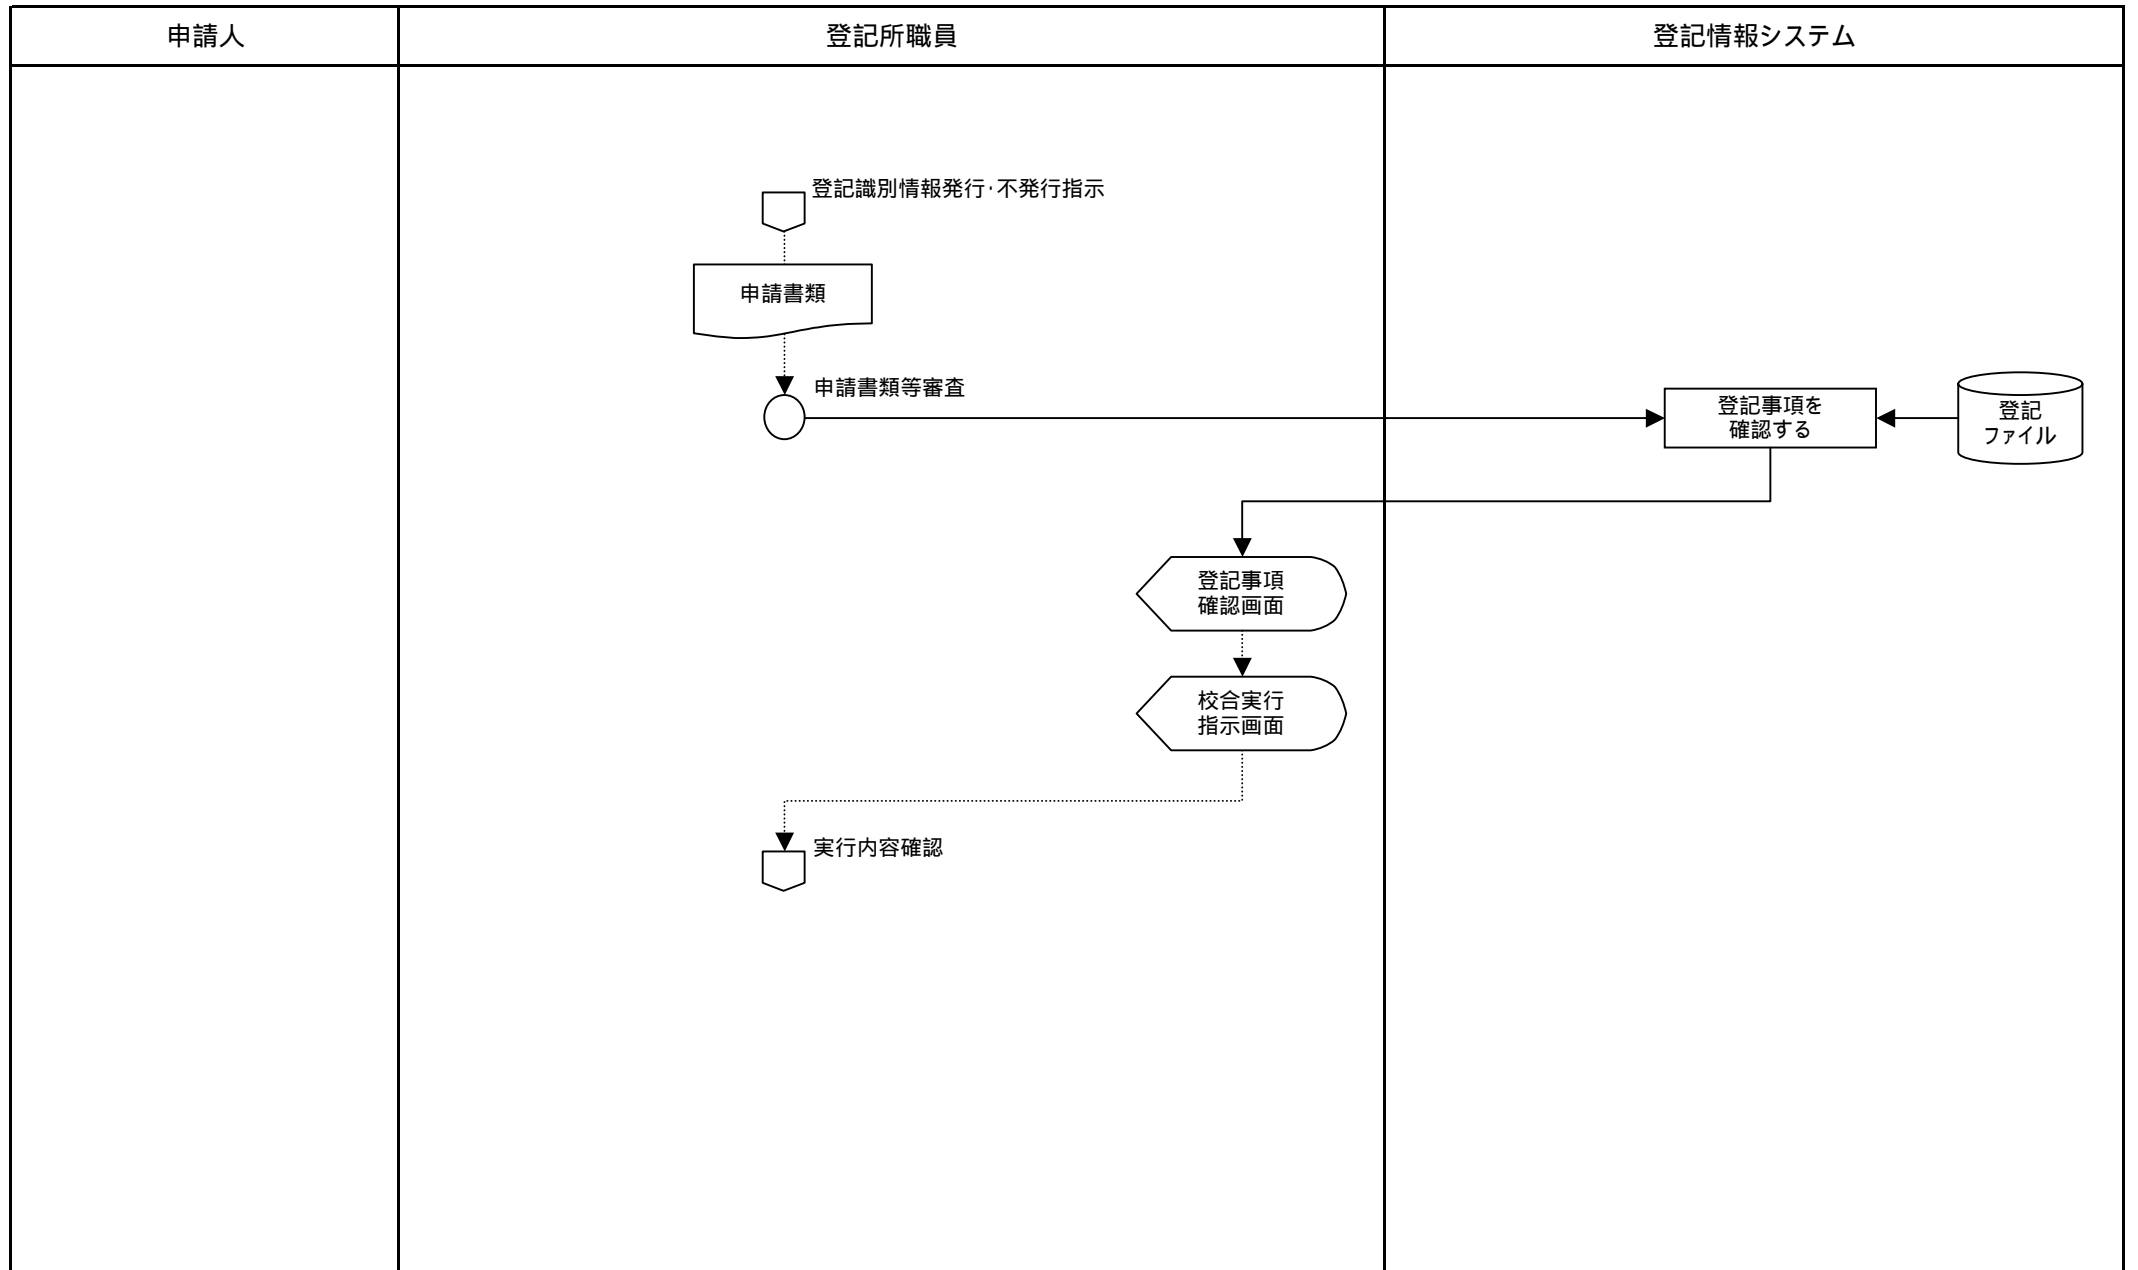 申請人
登記所職員
登記情報システム
登記識別情報発行・不発行指示
申請書類
申請書類等審査
登記事項を
確認する
登記
ファイル
登記事項
確認画面
校合実行
指示画面
実行内容確認